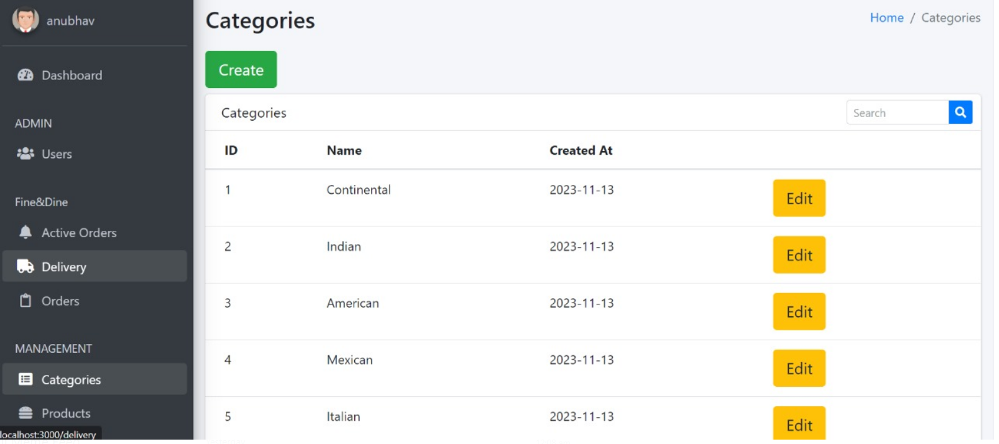 anubhav
Dashboard
ADMIN
Users
Fine&Dine
Active Orders
Delivery
Orders
MANAGEMENT
Categories
Products
localhost:3000/delivery
Categories
Home / Categories
Create
Categories
Search
ID Name Created At
1 Continental 2023-11-13 Edit
2 Indian 2023-11-13 Edit
3 American 2023-11-13 Edit
4 Mexican 2023-11-13 Edit
5 Italian 2023-11-13 Edit